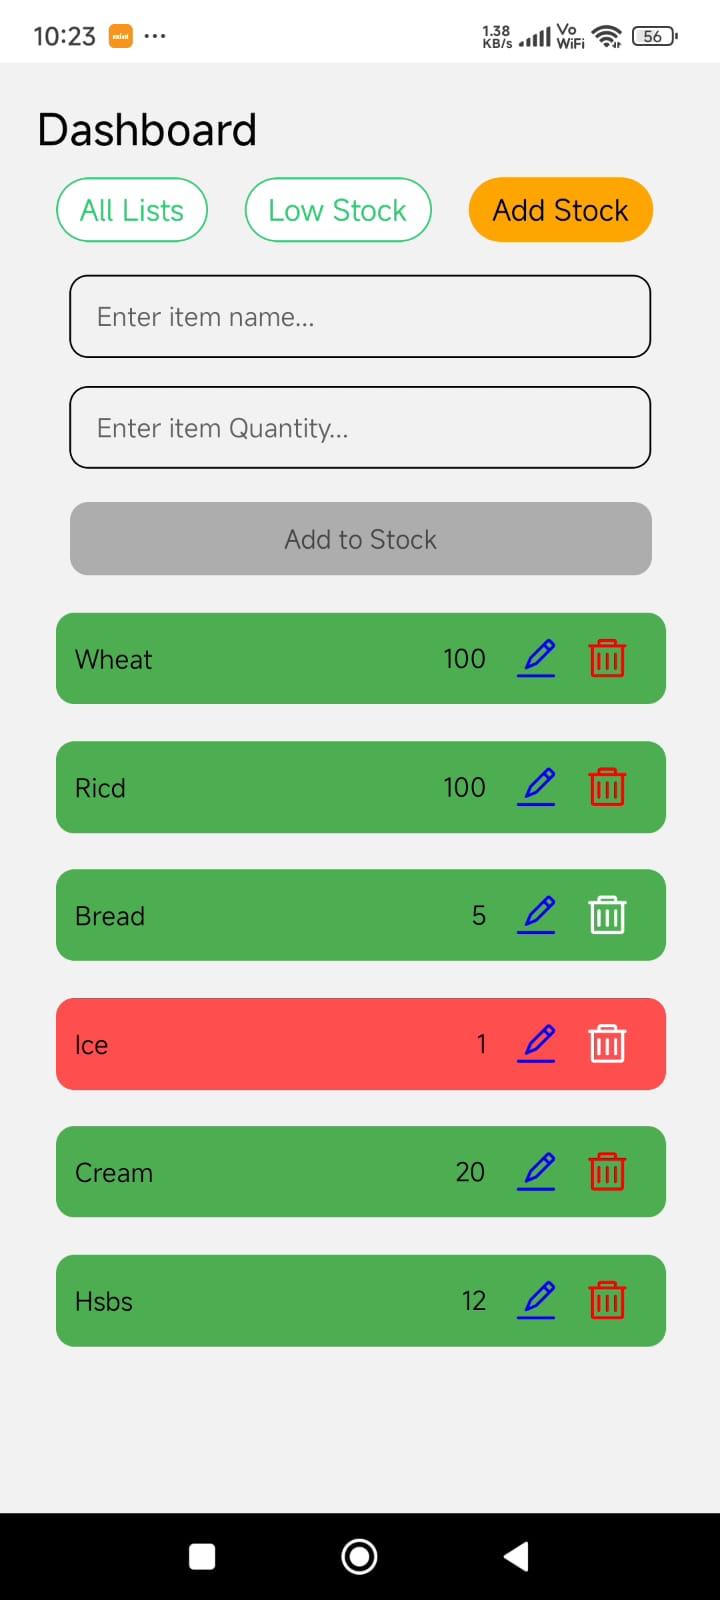 10:23 mint ... 1.38 KB/s Vo WiFi 56
Dashboard
All Lists Low Stock Add Stock
Enter item name...
Enter item Quantity...
Add to Stock
Wheat 100
Ricd 100
Bread 5
Ice 1
Cream 20
Hsbs 12